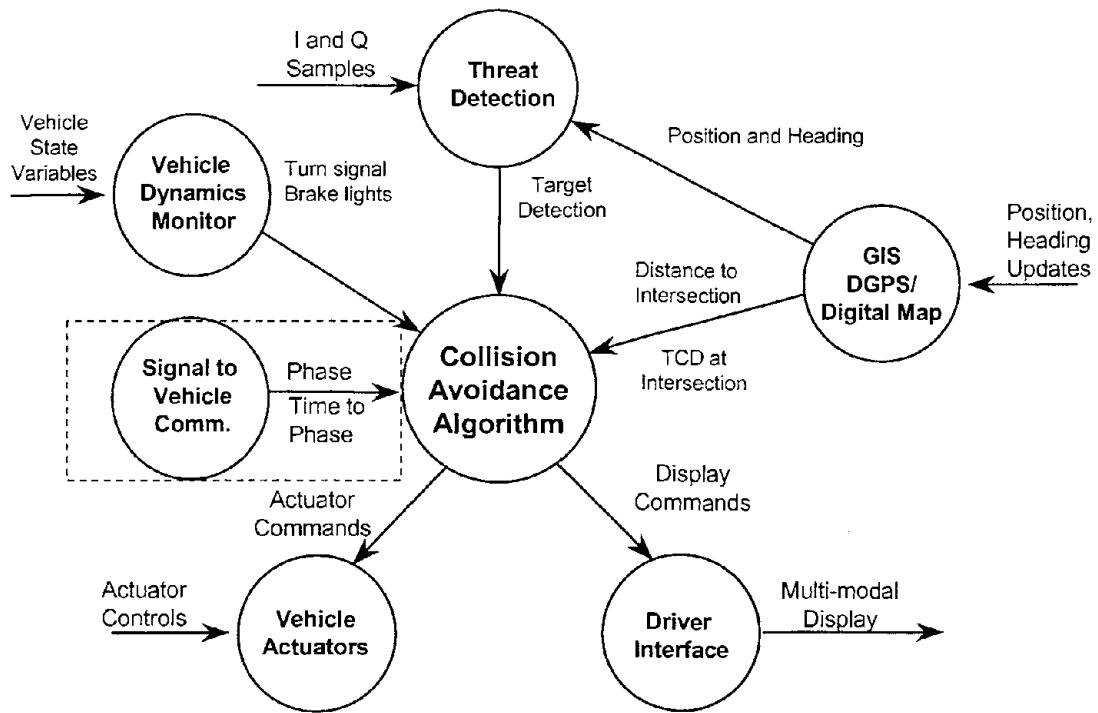 I and Q
Samples
Threat
Detection
Vehicle
State
Variables
Vehicle
Dynamics
Monitor
Turn signal
Brake lights
Position and Heading
Target
Detection
Position,
Heading
Updates
GIS
DGPS/
Digital Map
Distance to
Intersection
TCD at
Intersection
Signal to
Vehicle
Comm.
Phase
Time to
Phase
Collision
Avoidance
Algorithm
Actuator
Commands
Display
Commands
Actuator
Controls
Vehicle
Actuators
Driver
Interface
Multi-modal
Display